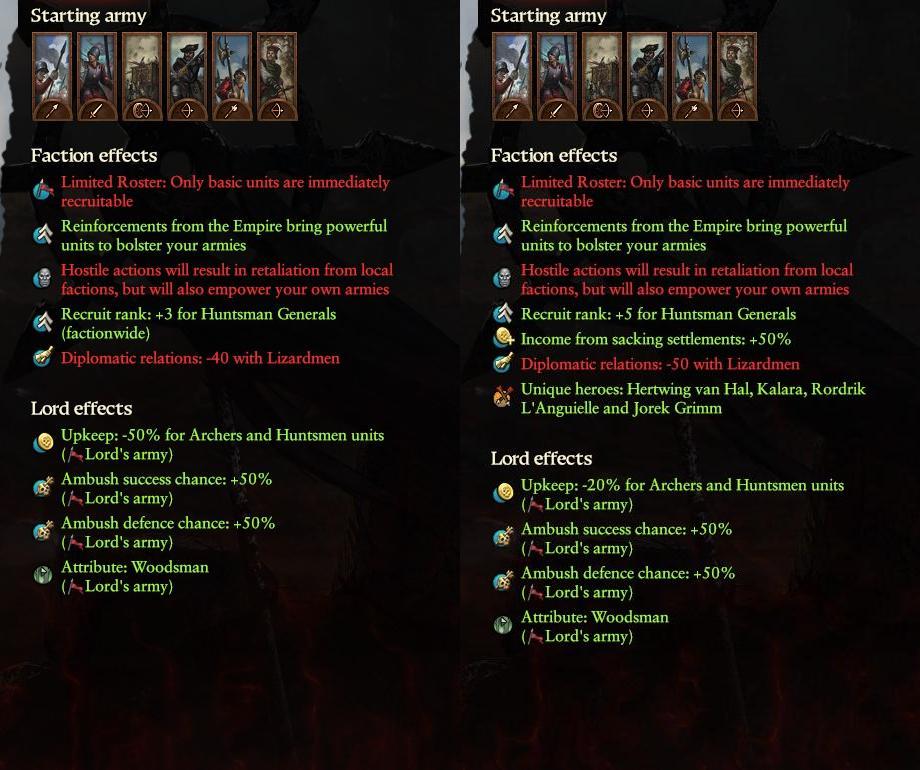 Starting army
Faction effects
Limited Roster: Only basic units are immediately
recruitable
Reinforcements from the Empire bring powerful
units to bolster your armies
Hostile actions will result in retaliation from local
factions, but will also empower your own armies
Recruit rank: +3 for Huntsman Generals
(factionwide)
Diplomatic relations: -40 with Lizardmen
Lord effects
Upkeep: -50% for Archers and Huntsmen units
(Lord's army)
Ambush success chance: +50%
(Lord's army)
Ambush defence chance: +50%
(Lord's army)
Attribute: Woodsman
(Lord's army)
Starting army
Faction effects
Limited Roster: Only basic units are immediately
recruitable
Reinforcements from the Empire bring powerful
units to bolster your armies
Hostile actions will result in retaliation from local
factions, but will also empower your own armies
Recruit rank: +5 for Huntsman Generals
Income from sacking settlements: +50%
Diplomatic relations: -50 with Lizardmen
Unique heroes: Hertwing van Hal, Kalara, Rordrik
L'Anguielle and Jorek Grimm
Lord effects
Upkeep: -20% for Archers and Huntsmen units
(Lord's army)
Ambush success chance: +50%
(Lord's army)
Ambush defence chance: +50%
(Lord's army)
Attribute: Woodsman
(Lord's army)